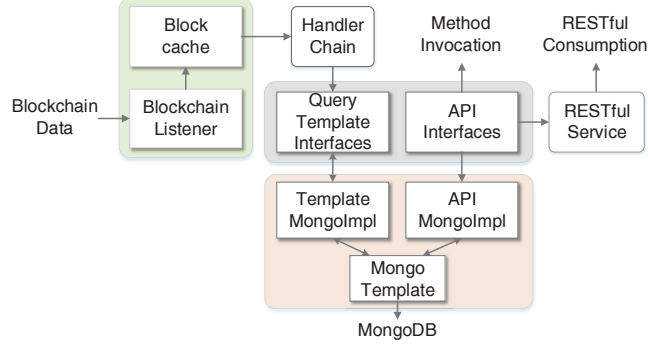 Block
cache
Handler
Chain
Method
Invocation
RESTful
Consumption
Blockchain
Data
Blockchain
Listener
Query
Template
Interfaces
API
Interfaces
RESTful
Service
Template
MongoImpl
API
MongoImpl
Mongo
Template
MongoDB